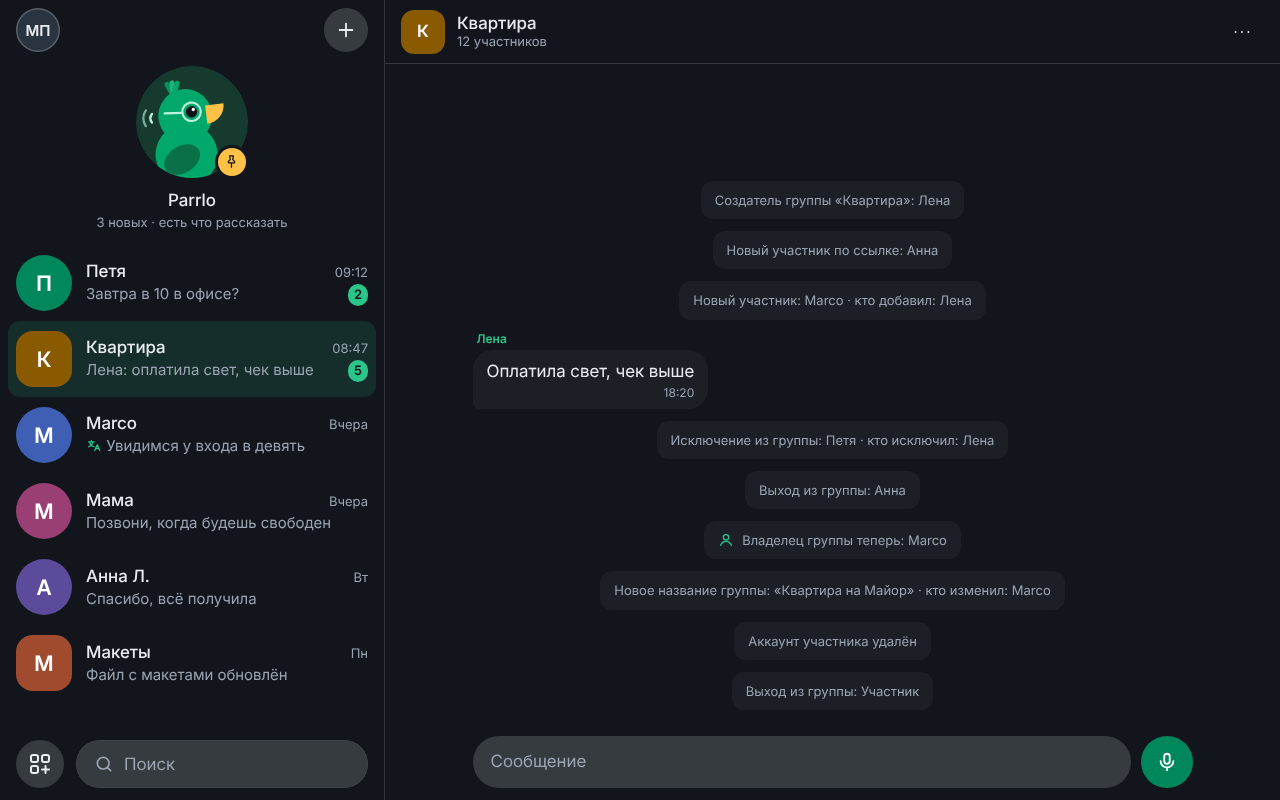 МП
Parrlo
3 новых · есть что рассказать
П
Петя
09:12
Завтра в 10 в офисе?
2
К
Квартира
08:47
Лена: оплатила свет, чек выше
5
M
Marco
Вчера
Увидимся у входа в девять
М
Мама
Вчера
Позвони, когда будешь свободен
А
Анна Л.
Вт
Спасибо, всё получила
М
Макеты
Пн
Файл с макетами обновлён
Поиск
К
Квартира
12 участников
Создатель группы «Квартира»: Лена
Новый участник по ссылке: Анна
Новый участник: Marco · кто добавил: Лена
Лена
Оплатила свет, чек выше
18:20
Исключение из группы: Петя · кто исключил: Лена
Выход из группы: Анна
Владелец группы теперь: Marco
Новое название группы: «Квартира на Майор» · кто изменил: Marco
Аккаунт участника удалён
Выход из группы: Участник
Сообщение